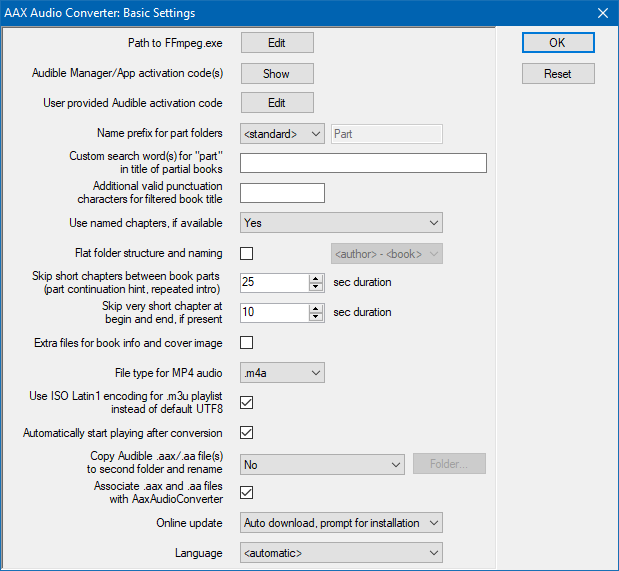 AAX Audio Converter: Basic Settings
Path to FFmpeg.exe Edit OK
Audible Manager/App activation code(s) Show Reset
User provided Audible activation code Edit
Name prefix for part folders <standard> Part
Custom search word(s) for "part"
in title of partial books
Additional valid punctuation
characters for filtered book title
Use named chapters, if available Yes
Flat folder structure and naming <author> - <book>
Skip short chapters between book parts
(part continuation hint, repeated intro) 25 sec duration
Skip very short chapter at
begin and end, if present 10 sec duration
Extra files for book info and cover image
File type for MP4 audio .m4a
Use ISO Latin1 encoding for .m3u playlist
instead of default UTF8
Automatically start playing after conversion
Copy Audible .aax/.aa file(s)
to second folder and rename No Folder...
Associate .aax and .aa files
with AaxAudioConverter
Online update Auto download, prompt for installation
Language <automatic>